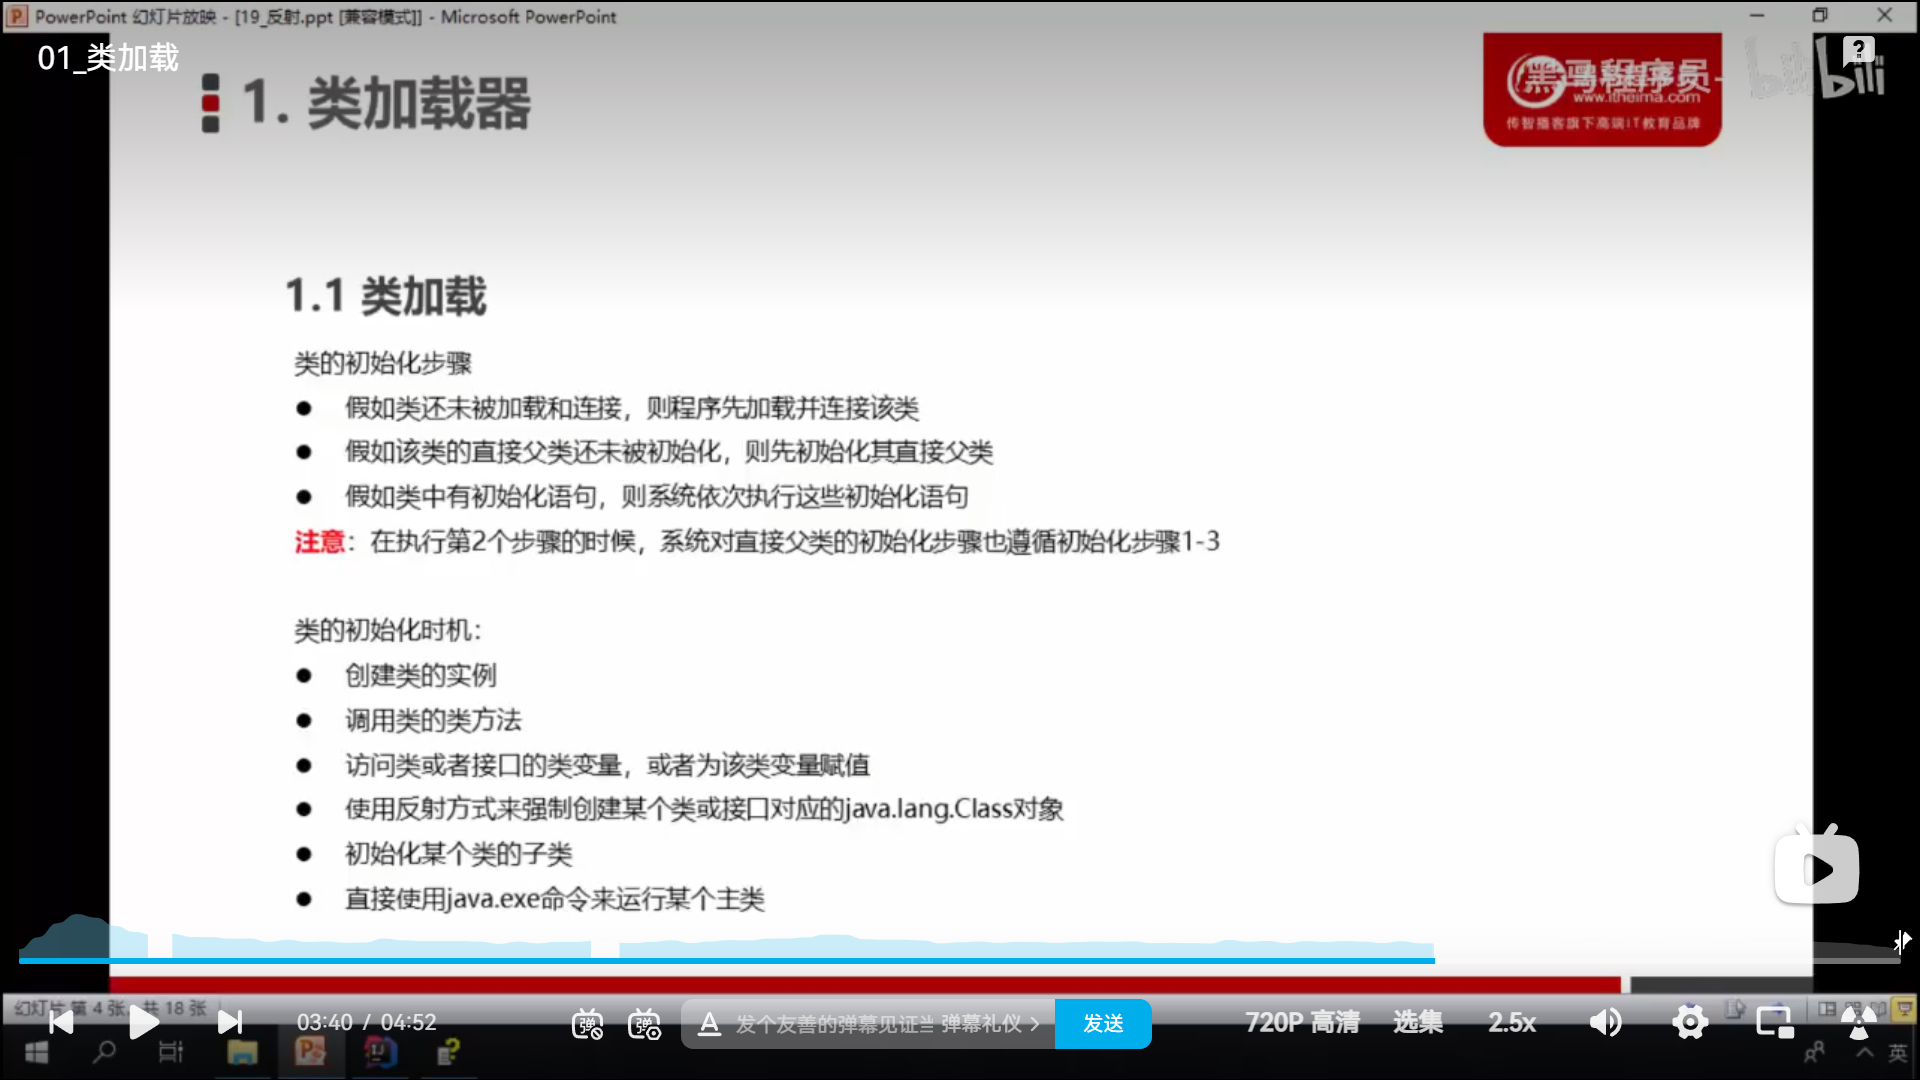 PowerPoint 幻灯片放映 - [19_反射.ppt [兼容模式]] - Microsoft PowerPoint
01_类加载
1. 类加载器
黑马程序员
www.itheima.com
传智播客旗下高端IT教育品牌
bilibili
1.1 类加载
类的初始化步骤
● 假如类还未被加载和连接，则程序先加载并连接该类
● 假如该类的直接父类还未被初始化，则先初始化其直接父类
● 假如类中有初始化语句，则系统依次执行这些初始化语句
注意：在执行第2个步骤的时候，系统对直接父类的初始化步骤也遵循初始化步骤1-3
类的初始化时机：
● 创建类的实例
● 调用类的类方法
● 访问类或者接口的类变量，或者为该类变量赋值
● 使用反射方式来强制创建某个类或接口对应的java.lang.Class对象
● 初始化某个类的子类
● 直接使用java.exe命令来运行某个主类
幻灯片 第 4 张，共 18 张
03:40 / 04:52
弹
弹
A 发个友善的弹幕见证当 弹幕礼仪 >
发送
720P 高清
选集
2.5x
英